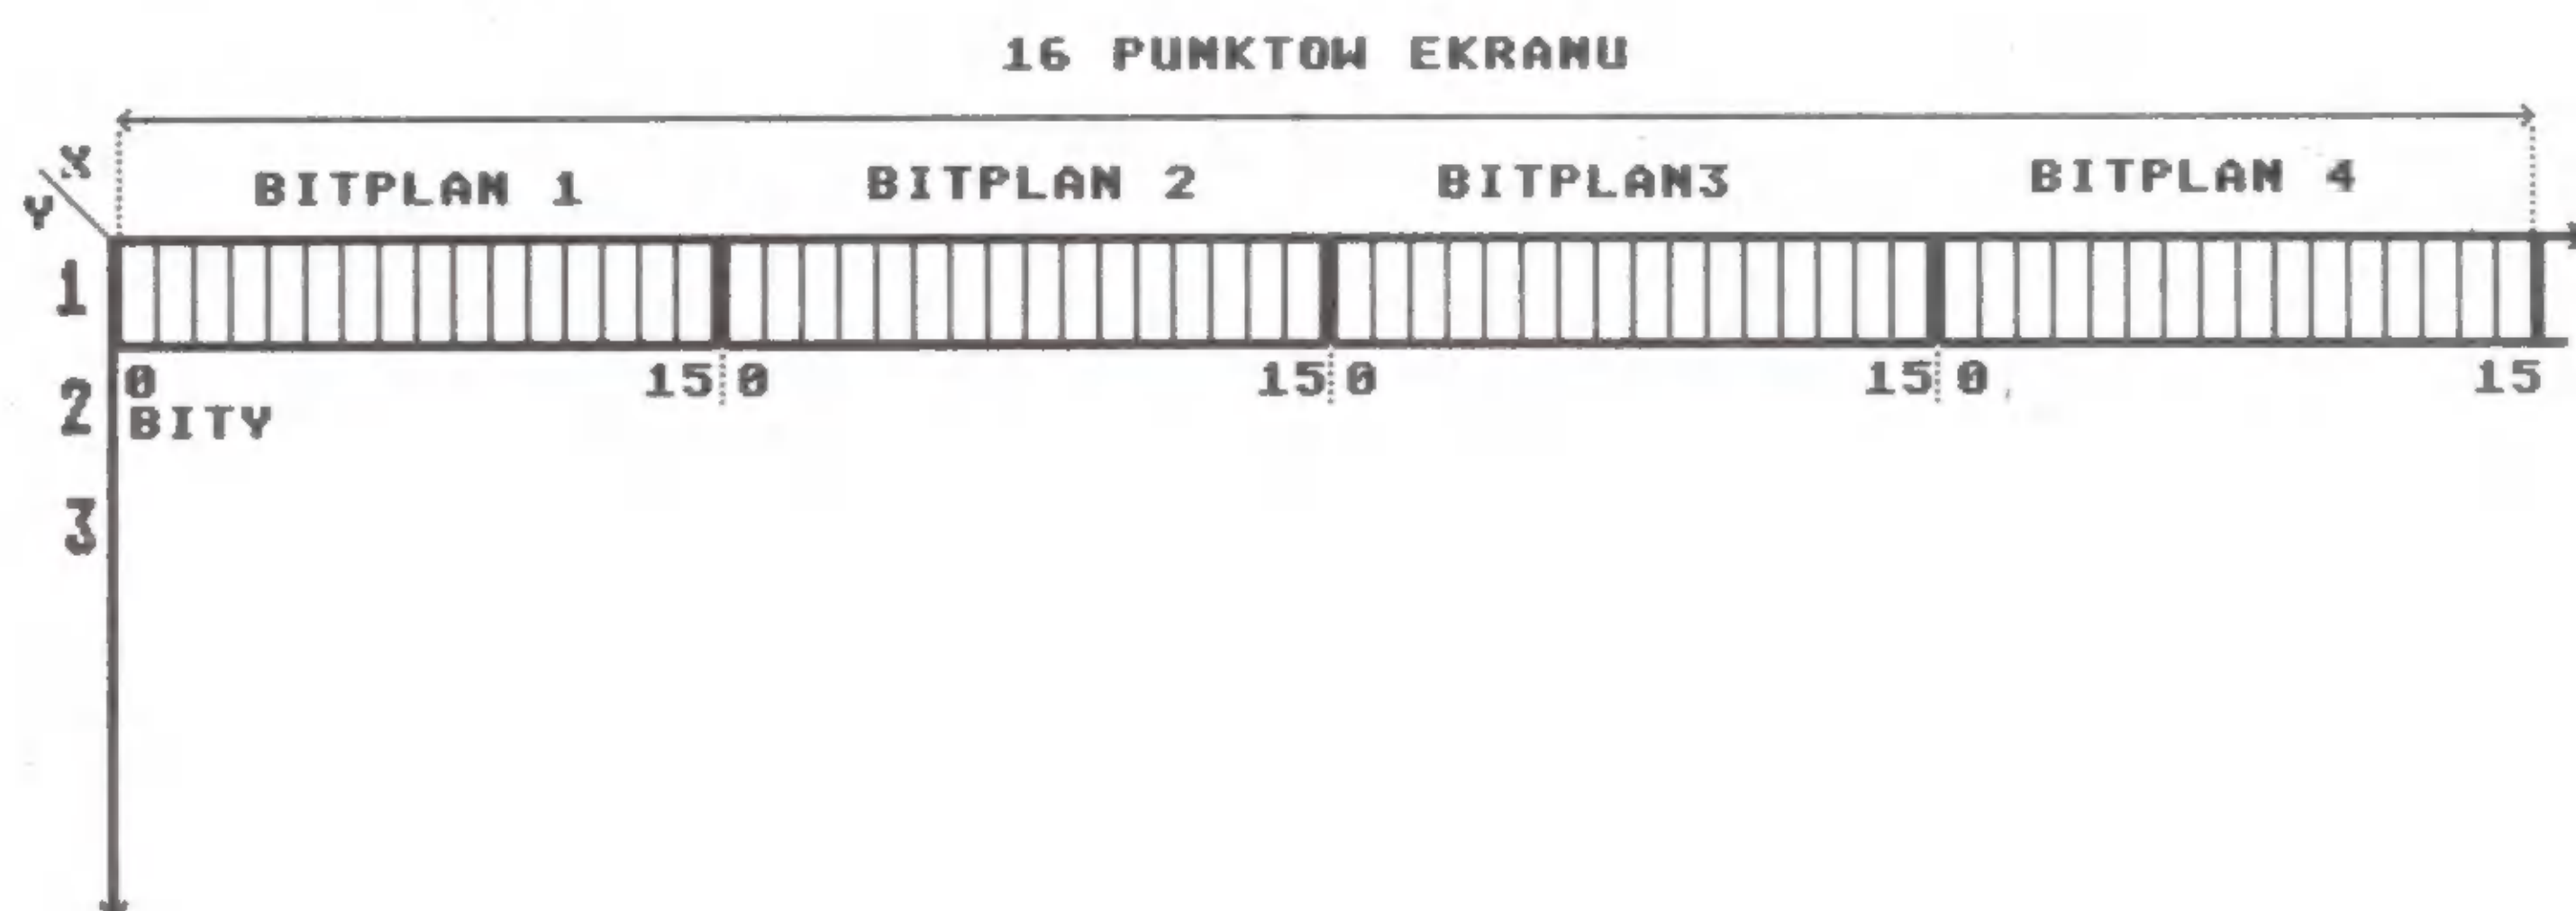 16 PUNKTOW EKRANU
X
Y
BITPLAN 1 BITPLAN 2 BITPLAN3 BITPLAN 4
1
0 15 0 15 0 15 0 15
2
BITY
3